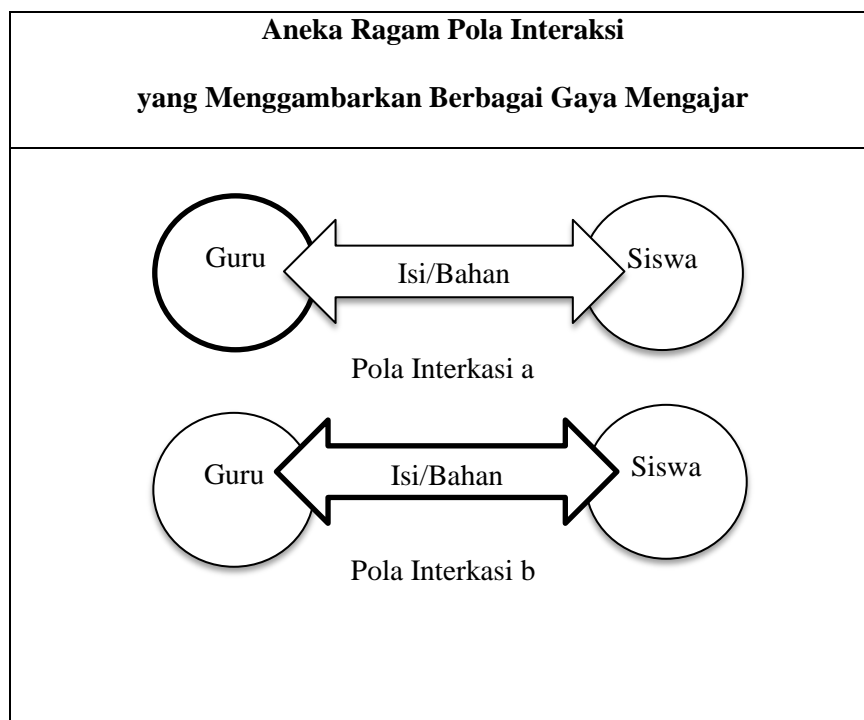 Aneka Ragam Pola Interaksi
yang Menggambarkan Berbagai Gaya Mengajar
Guru
Isi/Bahan
Siswa
Pola Interkasi a
Guru
Isi/Bahan
Siswa
Pola Interkasi b